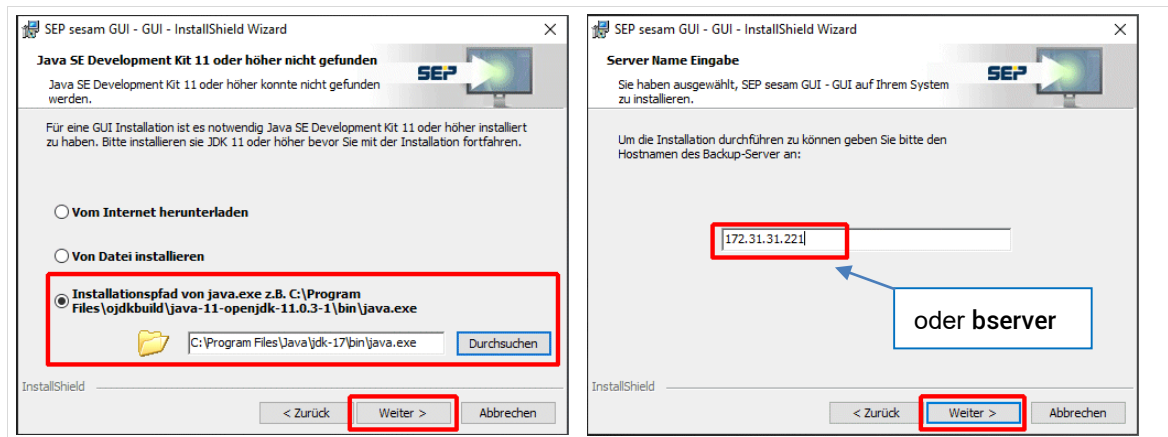 SEP sesam GUI - GUI - InstallShield Wizard
Java SE Development Kit 11 oder höher nicht gefunden
Java SE Development Kit 11 oder höher konnte nicht gefunden
werden.
SEP
Für eine GUI Installation ist es notwendig Java SE Development Kit 11 oder höher installiert
zu haben. Bitte installieren sie JDK 11 oder höher bevor Sie mit der Installation fortfahren.
Vom Internet herunterladen
Von Datei installieren
Installationspfad von java.exe z.B. C:\Program
Files\ojdkbuild\java-11-openjdk-11.0.3-1\bin\java.exe
C:\Program Files\Java\jdk-17\bin\java.exe
Durchsuchen
InstallShield
< Zurück
Weiter >
Abbrechen
SEP sesam GUI - GUI - InstallShield Wizard
Server Name Eingabe
Sie haben ausgewählt, SEP sesam GUI - GUI auf Ihrem System
zu installieren.
SEP
Um die Installation durchführen zu können geben Sie bitte den
Hostnamen des Backup-Server an:
172.31.31.221
oder bserver
InstallShield
< Zurück
Weiter >
Abbrechen